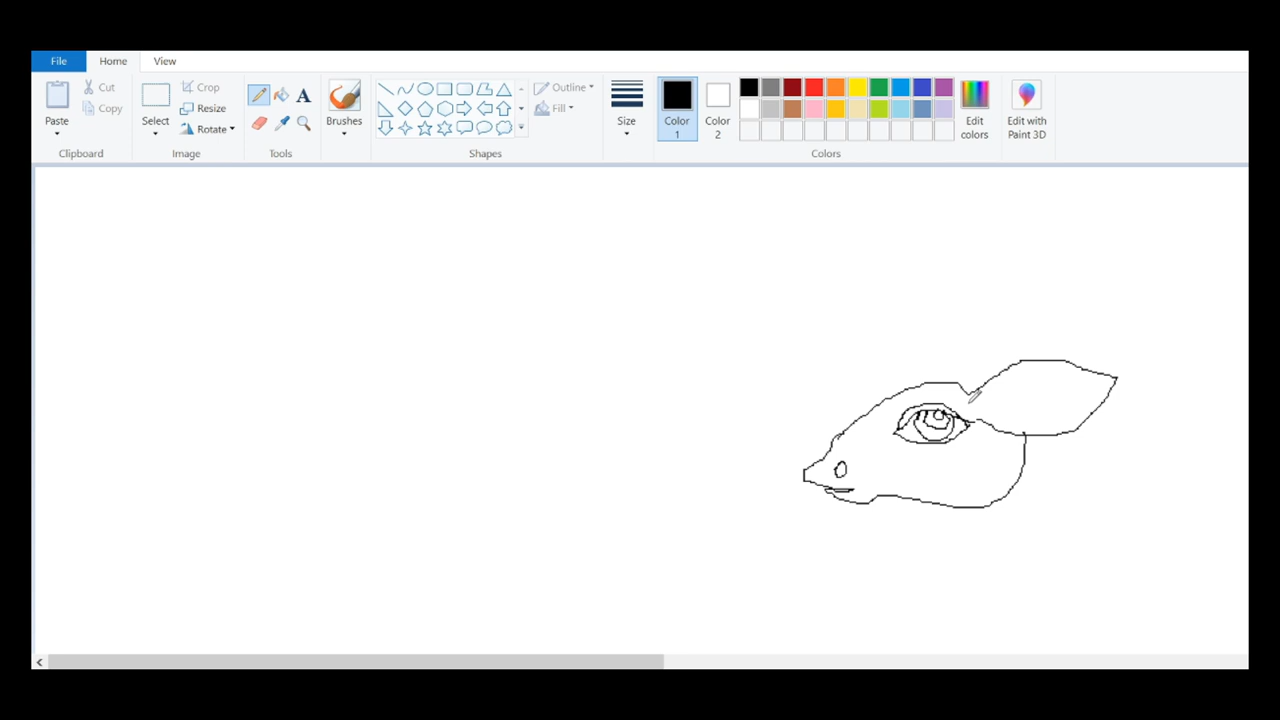 File Home View
Paste Cut Copy Clipboard
Select Crop Resize Rotate Image
A Tools
Brushes
Outline Fill Shapes
Size
Color 1 Color 2 Edit colors Colors
Edit with Paint 3D